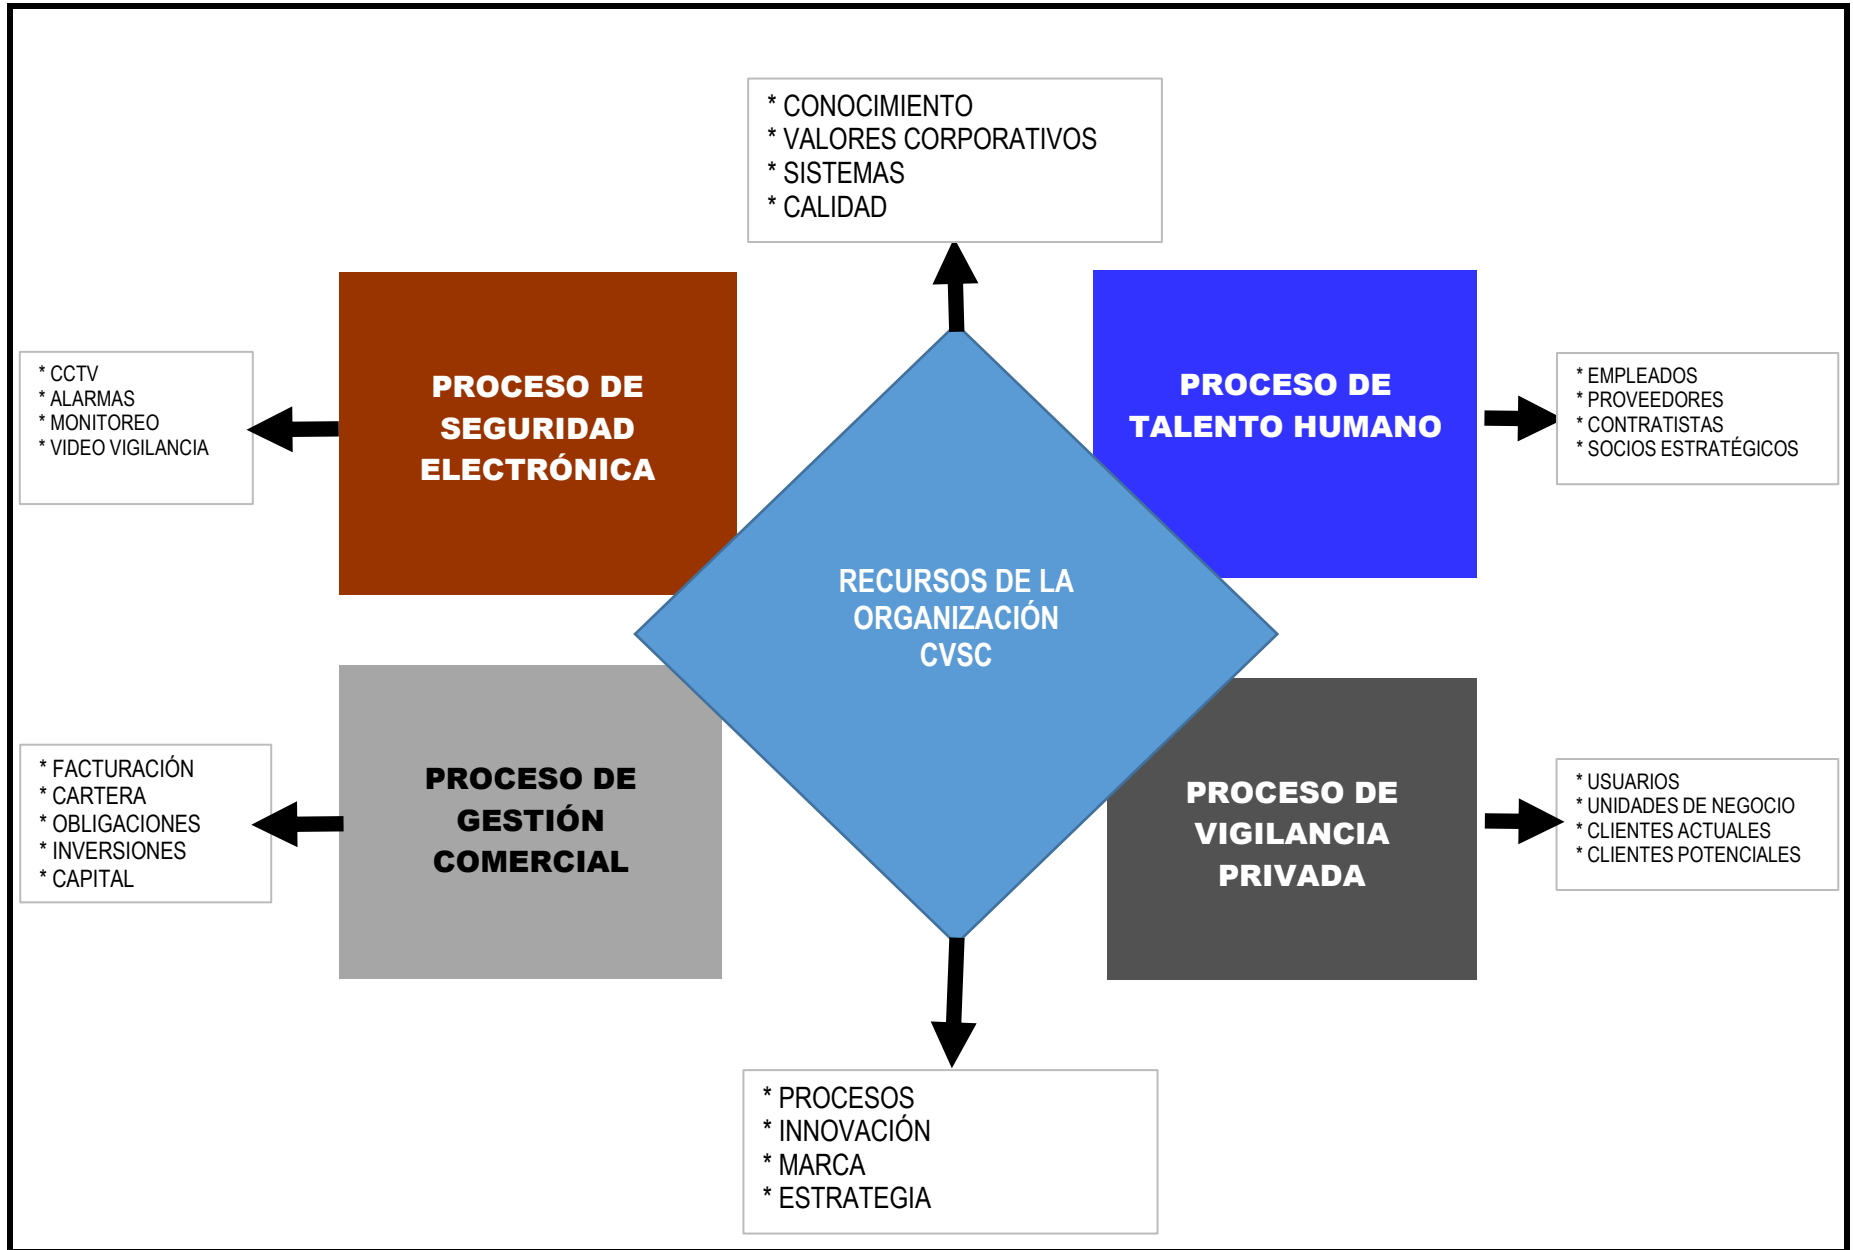 * CONOCIMIENTO
* VALORES CORPORATIVOS
* SISTEMAS
* CALIDAD
* CCTV
* ALARMAS
* MONITOREO
* VIDEO VIGILANCIA
PROCESO DE
SEGURIDAD
ELECTRÓNICA
PROCESO DE
TALENTO HUMANO
* EMPLEADOS
* PROVEEDORES
* CONTRATISTAS
* SOCIOS ESTRATÉGICOS
RECURSOS DE LA
ORGANIZACIÓN
CVSC
* FACTURACIÓN
* CARTERA
* OBLIGACIONES
* INVERSIONES
* CAPITAL
PROCESO DE
GESTIÓN
COMERCIAL
PROCESO DE
VIGILANCIA
PRIVADA
* USUARIOS
* UNIDADES DE NEGOCIO
* CLIENTES ACTUALES
* CLIENTES POTENCIALES
* PROCESOS
* INNOVACIÓN
* MARCA
* ESTRATEGIA